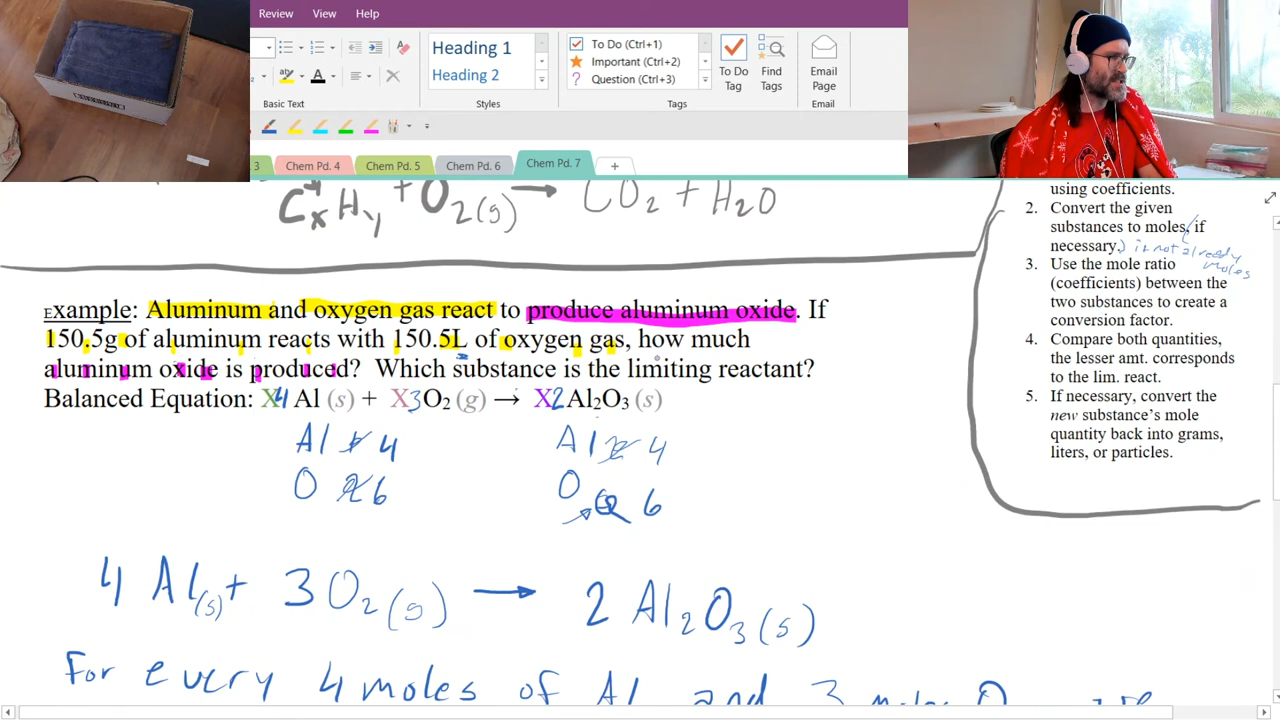 Review View Help
Heading 1
Heading 2
To Do (Ctrl+1)
Important (Ctrl+2)
Question (Ctrl+3)
To Do Tag
Find Tags
Email Page
Basic Text
Styles
Tags
Email
3 Chem Pd. 4 Chem Pd. 5 Chem Pd. 6 Chem Pd. 7 +
CxHy + O2(g) → CO2 + H2O
Example: Aluminum and oxygen gas react to produce aluminum oxide. If
150.5g of aluminum reacts with 150.5L of oxygen gas, how much
aluminum oxide is produced? Which substance is the limiting reactant?
Balanced Equation: X4 Al (s) + X3O2 (g) → X2Al2O3 (s)
Al 4 Al 2 4
O 2 6 O 6
4 Al(s) + 3O2(g) → 2 Al2O3(s)
For every 4 moles of Al and 3 moles O
using coefficients.
2. Convert the given
substances to moles, (if
necessary.) if not already
moles
3. Use the mole ratio
(coefficients) between the
two substances to create a
conversion factor.
4. Compare both quantities,
the lesser amt. corresponds
to the lim. react.
5. If necessary, convert the
new substance's mole
quantity back into grams,
liters, or particles.